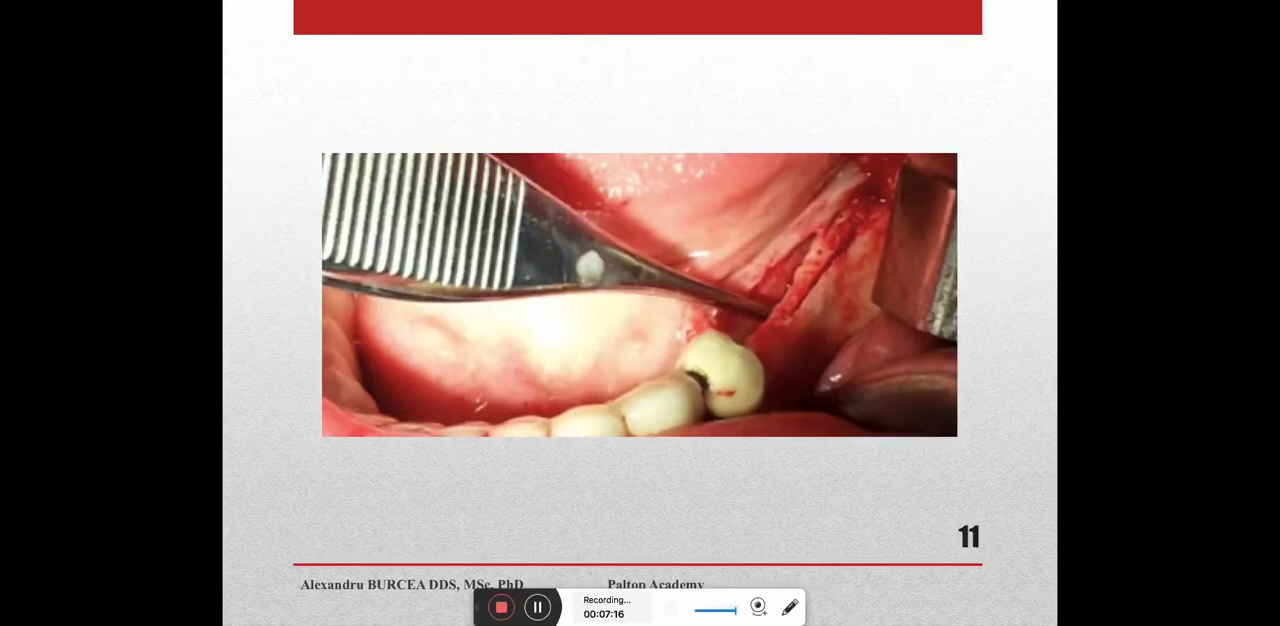 11
Alexandru BURCEA DDS, MSc, PhD
Paltop Academy
Recording...
00:07:16